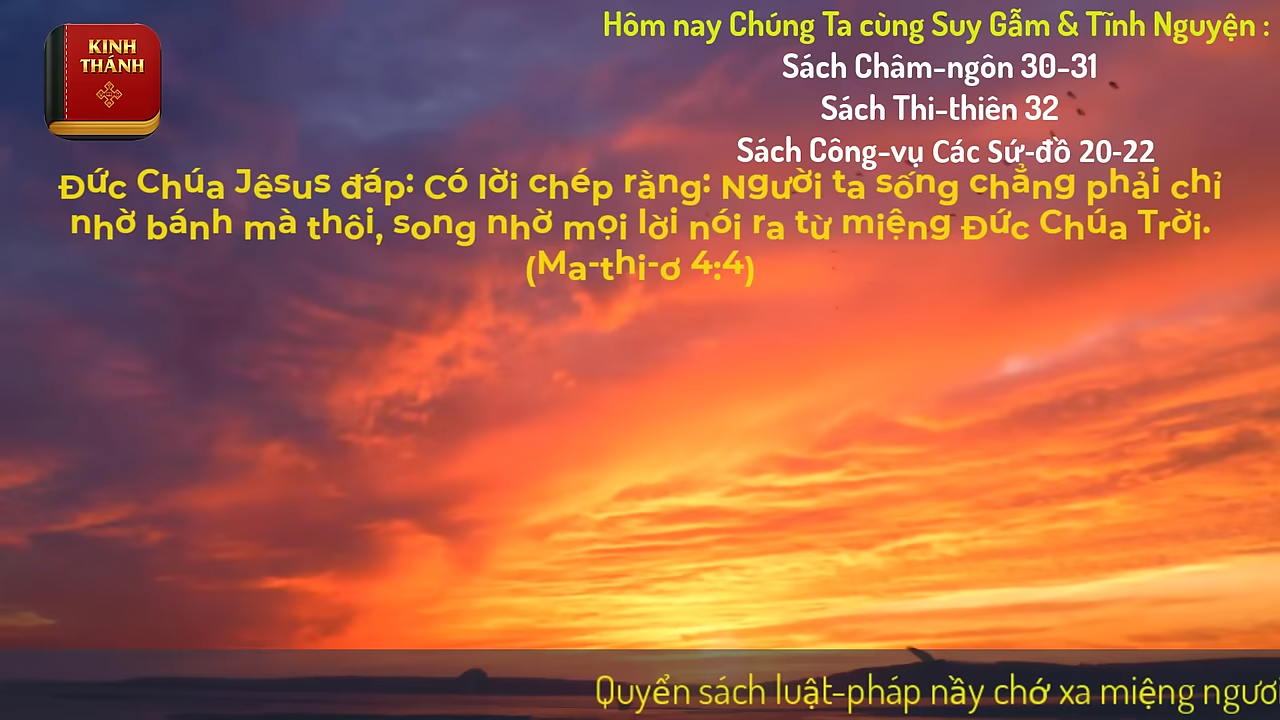 KINH
THÁNH
Hôm nay Chúng Ta cùng Suy Gẫm & Tĩnh Nguyện :
Sách Châm-ngôn 30-31
Sách Thi-thiên 32
Sách Công-vụ Các Sứ-đồ 20-22
Đức Chúa Jêsus đáp: Có lời chép rằng: Người ta sống chẳng phải chỉ
nhờ bánh mà thôi, song nhờ mọi lời nói ra từ miệng Đức Chúa Trời.
(Ma-thi-ơ 4:4)
Quyển sách luật-pháp nầy chớ xa miệng ngươ